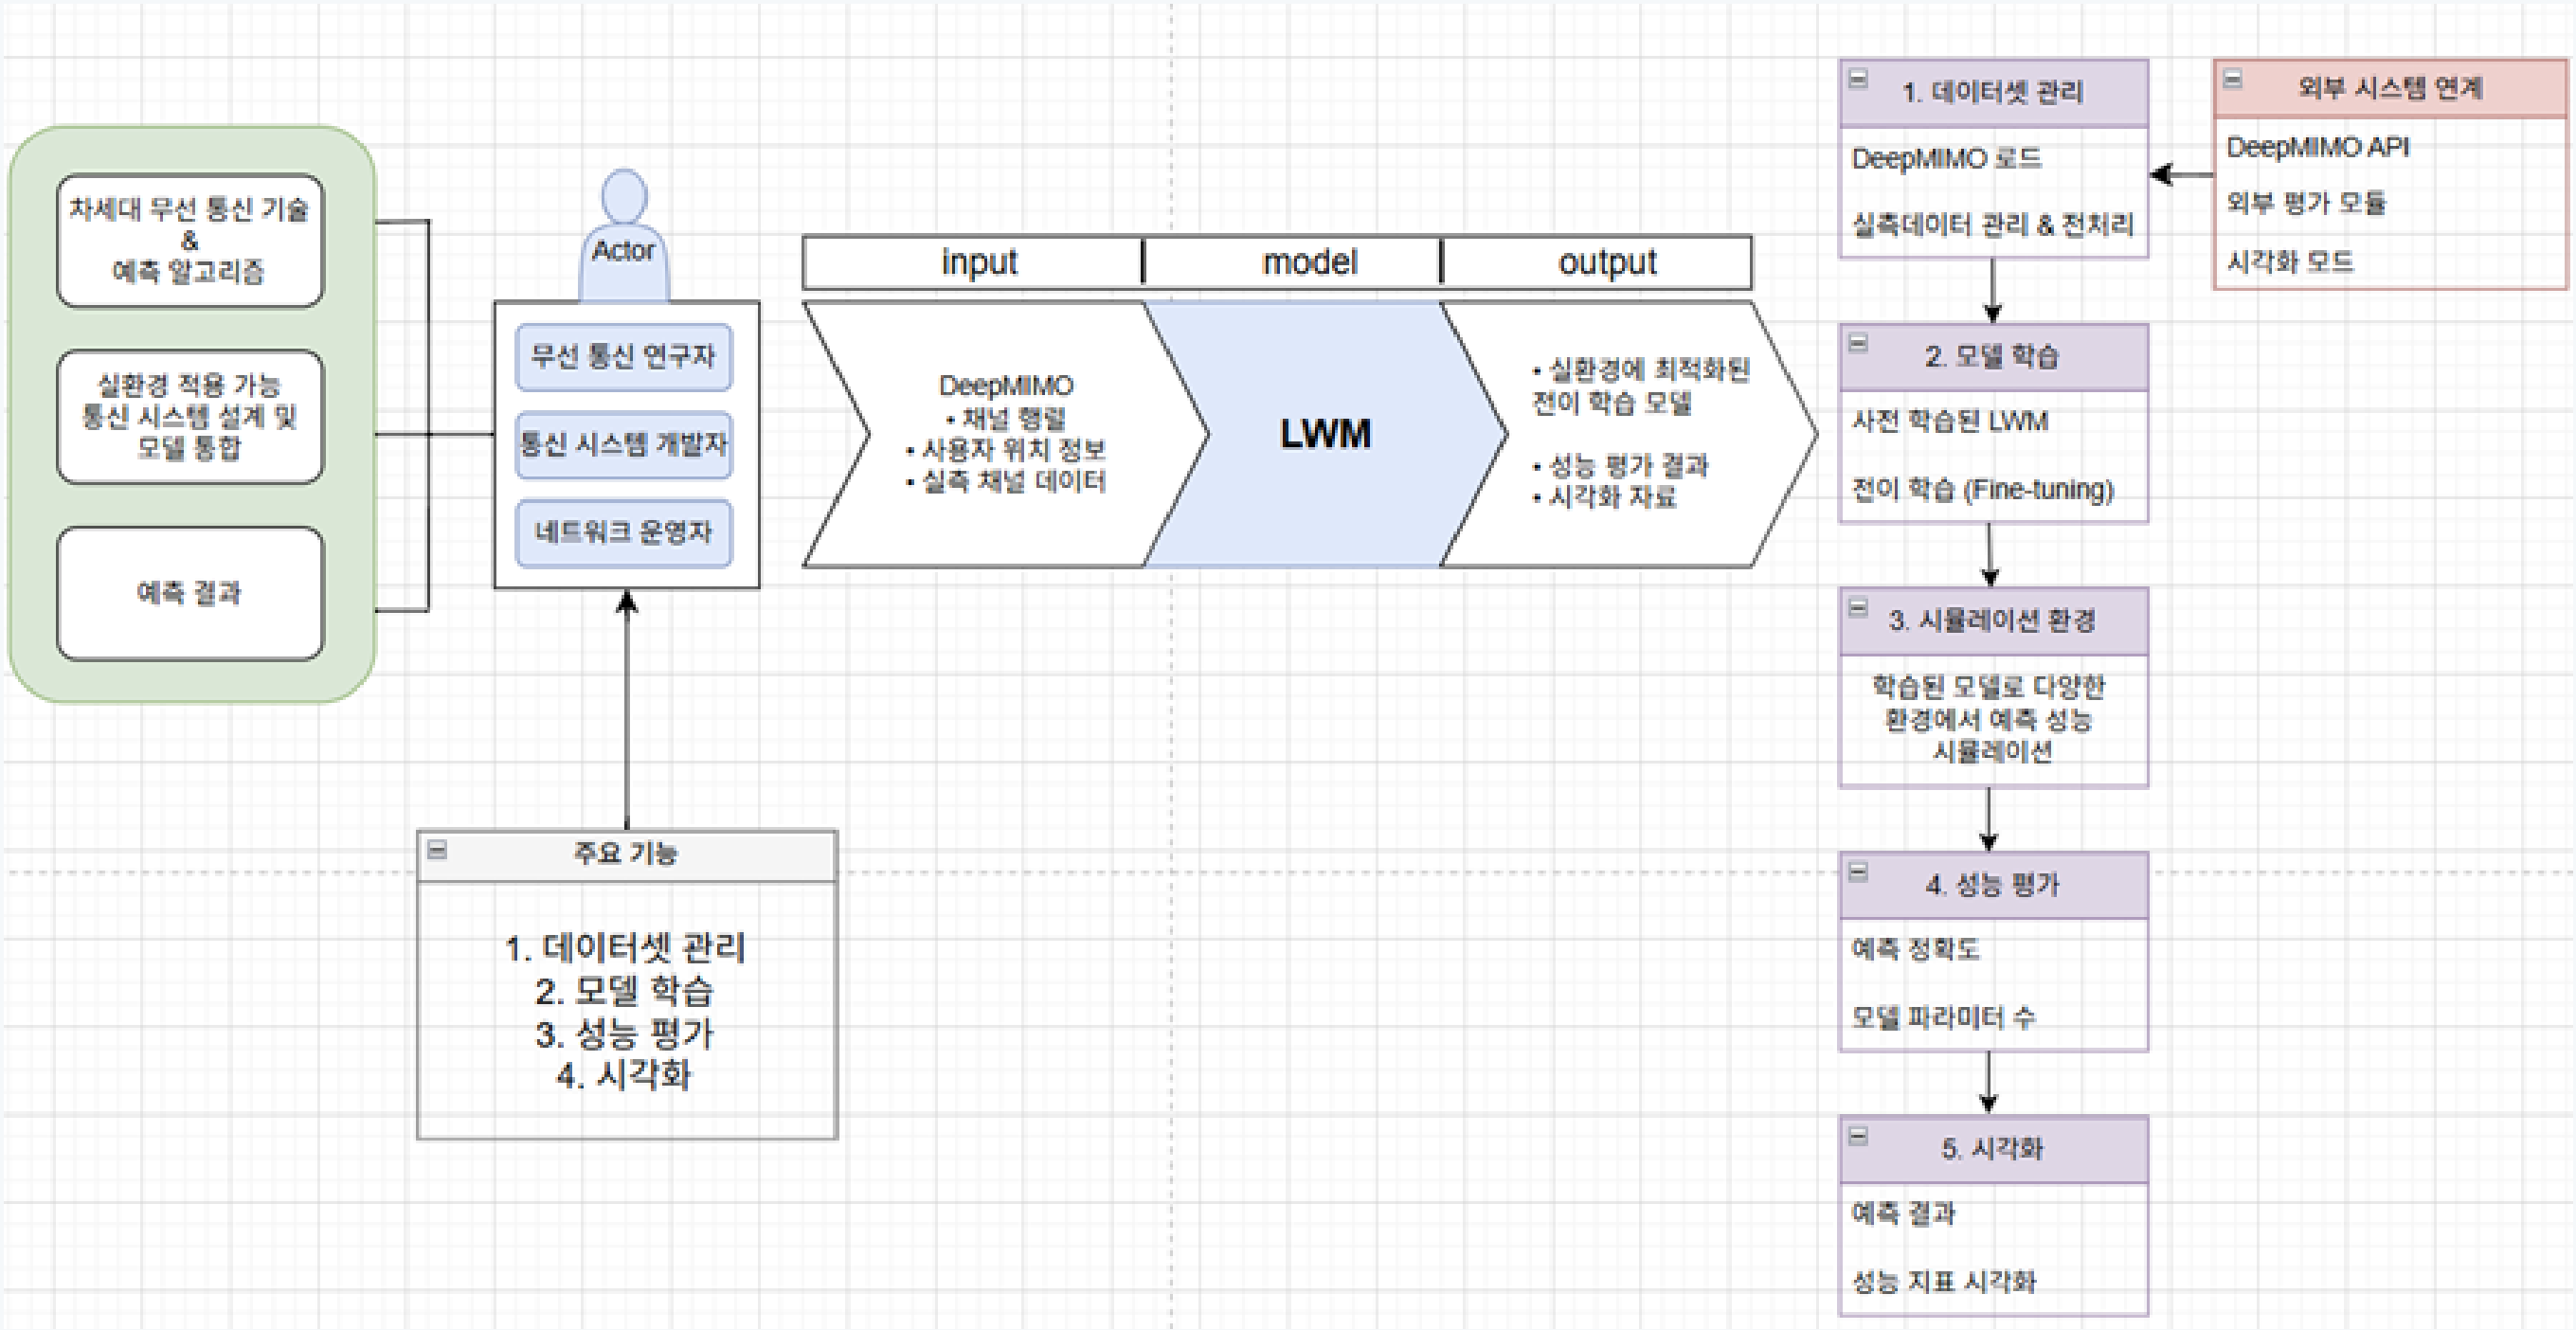 차세대 무선 통신 기술
&
예측 알고리즘
실환경 적용 가능
통신 시스템 설계 및
모델 통합
예측 결과
Actor
무선 통신 연구자
통신 시스템 개발자
네트워크 운영자
주요 기능
1. 데이터셋 관리
2. 모델 학습
3. 성능 평가
4. 시각화
input
model
output
DeepMIMO
• 채널 행렬
• 사용자 위치 정보
• 실측 채널 데이터
LWM
• 실환경에 최적화된
전이 학습 모델
• 성능 평가 결과
• 시각화 자료
1. 데이터셋 관리
DeepMIMO 로드
실측데이터 관리 & 전처리
외부 시스템 연계
DeepMIMO API
외부 평가 모듈
시각화 모드
2. 모델 학습
사전 학습된 LWM
전이 학습 (Fine-tuning)
3. 시뮬레이션 환경
학습된 모델로 다양한
환경에서 예측 성능
시뮬레이션
4. 성능 평가
예측 정확도
모델 파라미터 수
5. 시각화
예측 결과
성능 지표 시각화